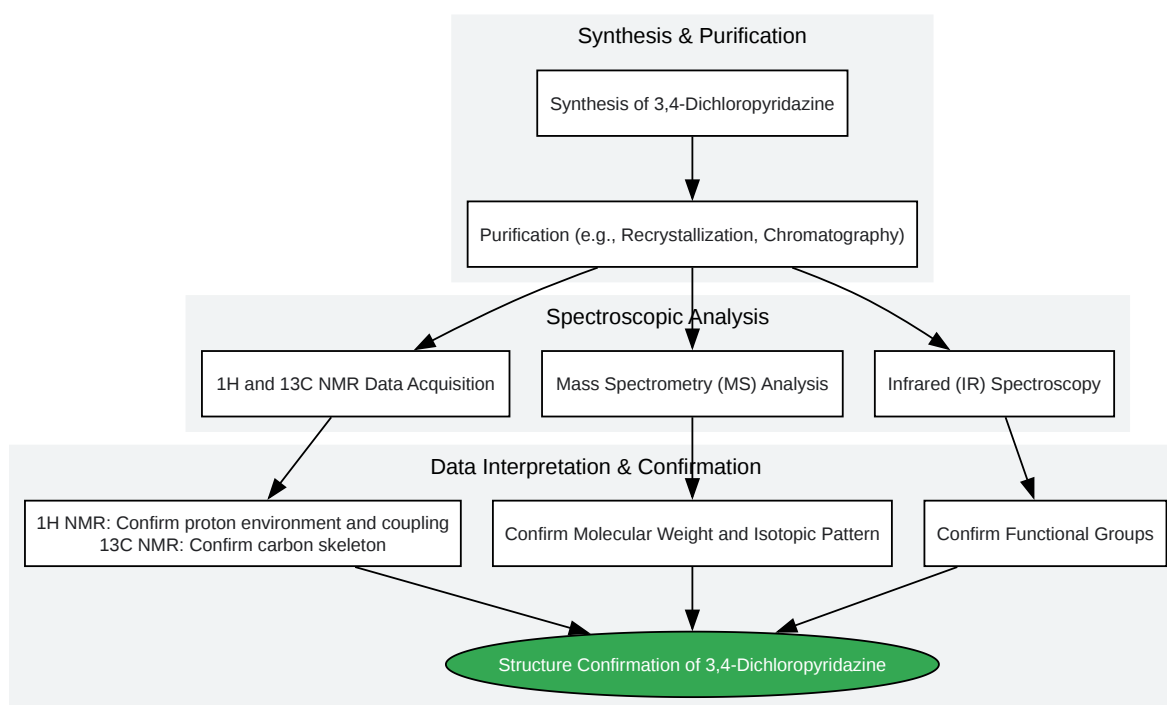 Synthesis & Purification
Synthesis of 3,4-Dichloropyridazine
Purification (e.g., Recrystallization, Chromatography)
Spectroscopic Analysis
1H and 13C NMR Data Acquisition
Mass Spectrometry (MS) Analysis
Infrared (IR) Spectroscopy
Data Interpretation & Confirmation
1H NMR: Confirm proton environment and coupling
13C NMR: Confirm carbon skeleton
Confirm Molecular Weight and Isotopic Pattern
Confirm Functional Groups
Structure Confirmation of 3,4-Dichloropyridazine